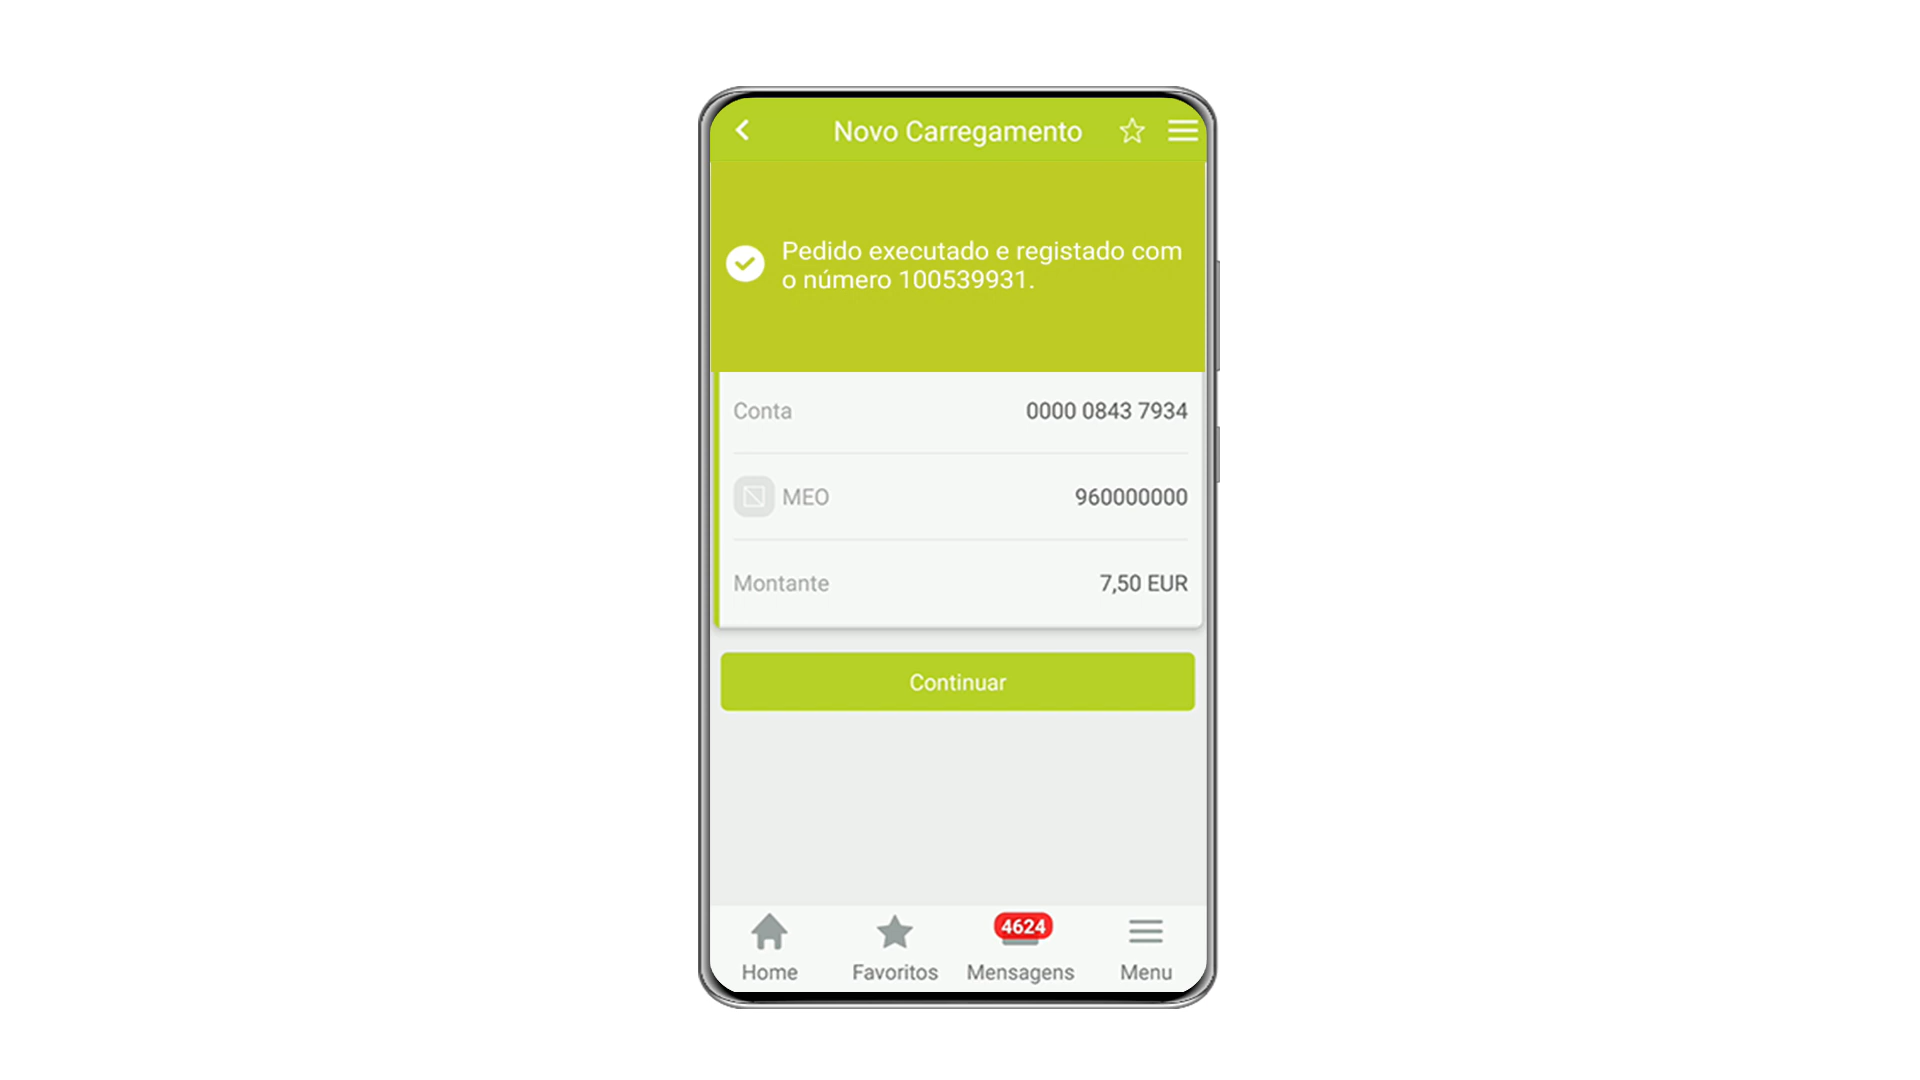 Novo Carregamento
Pedido executado e registado com
o número 100539931.
Conta 0000 0843 7934
MEO 960000000
Montante 7,50 EUR
Continuar
4624
Home Favoritos Mensagens Menu